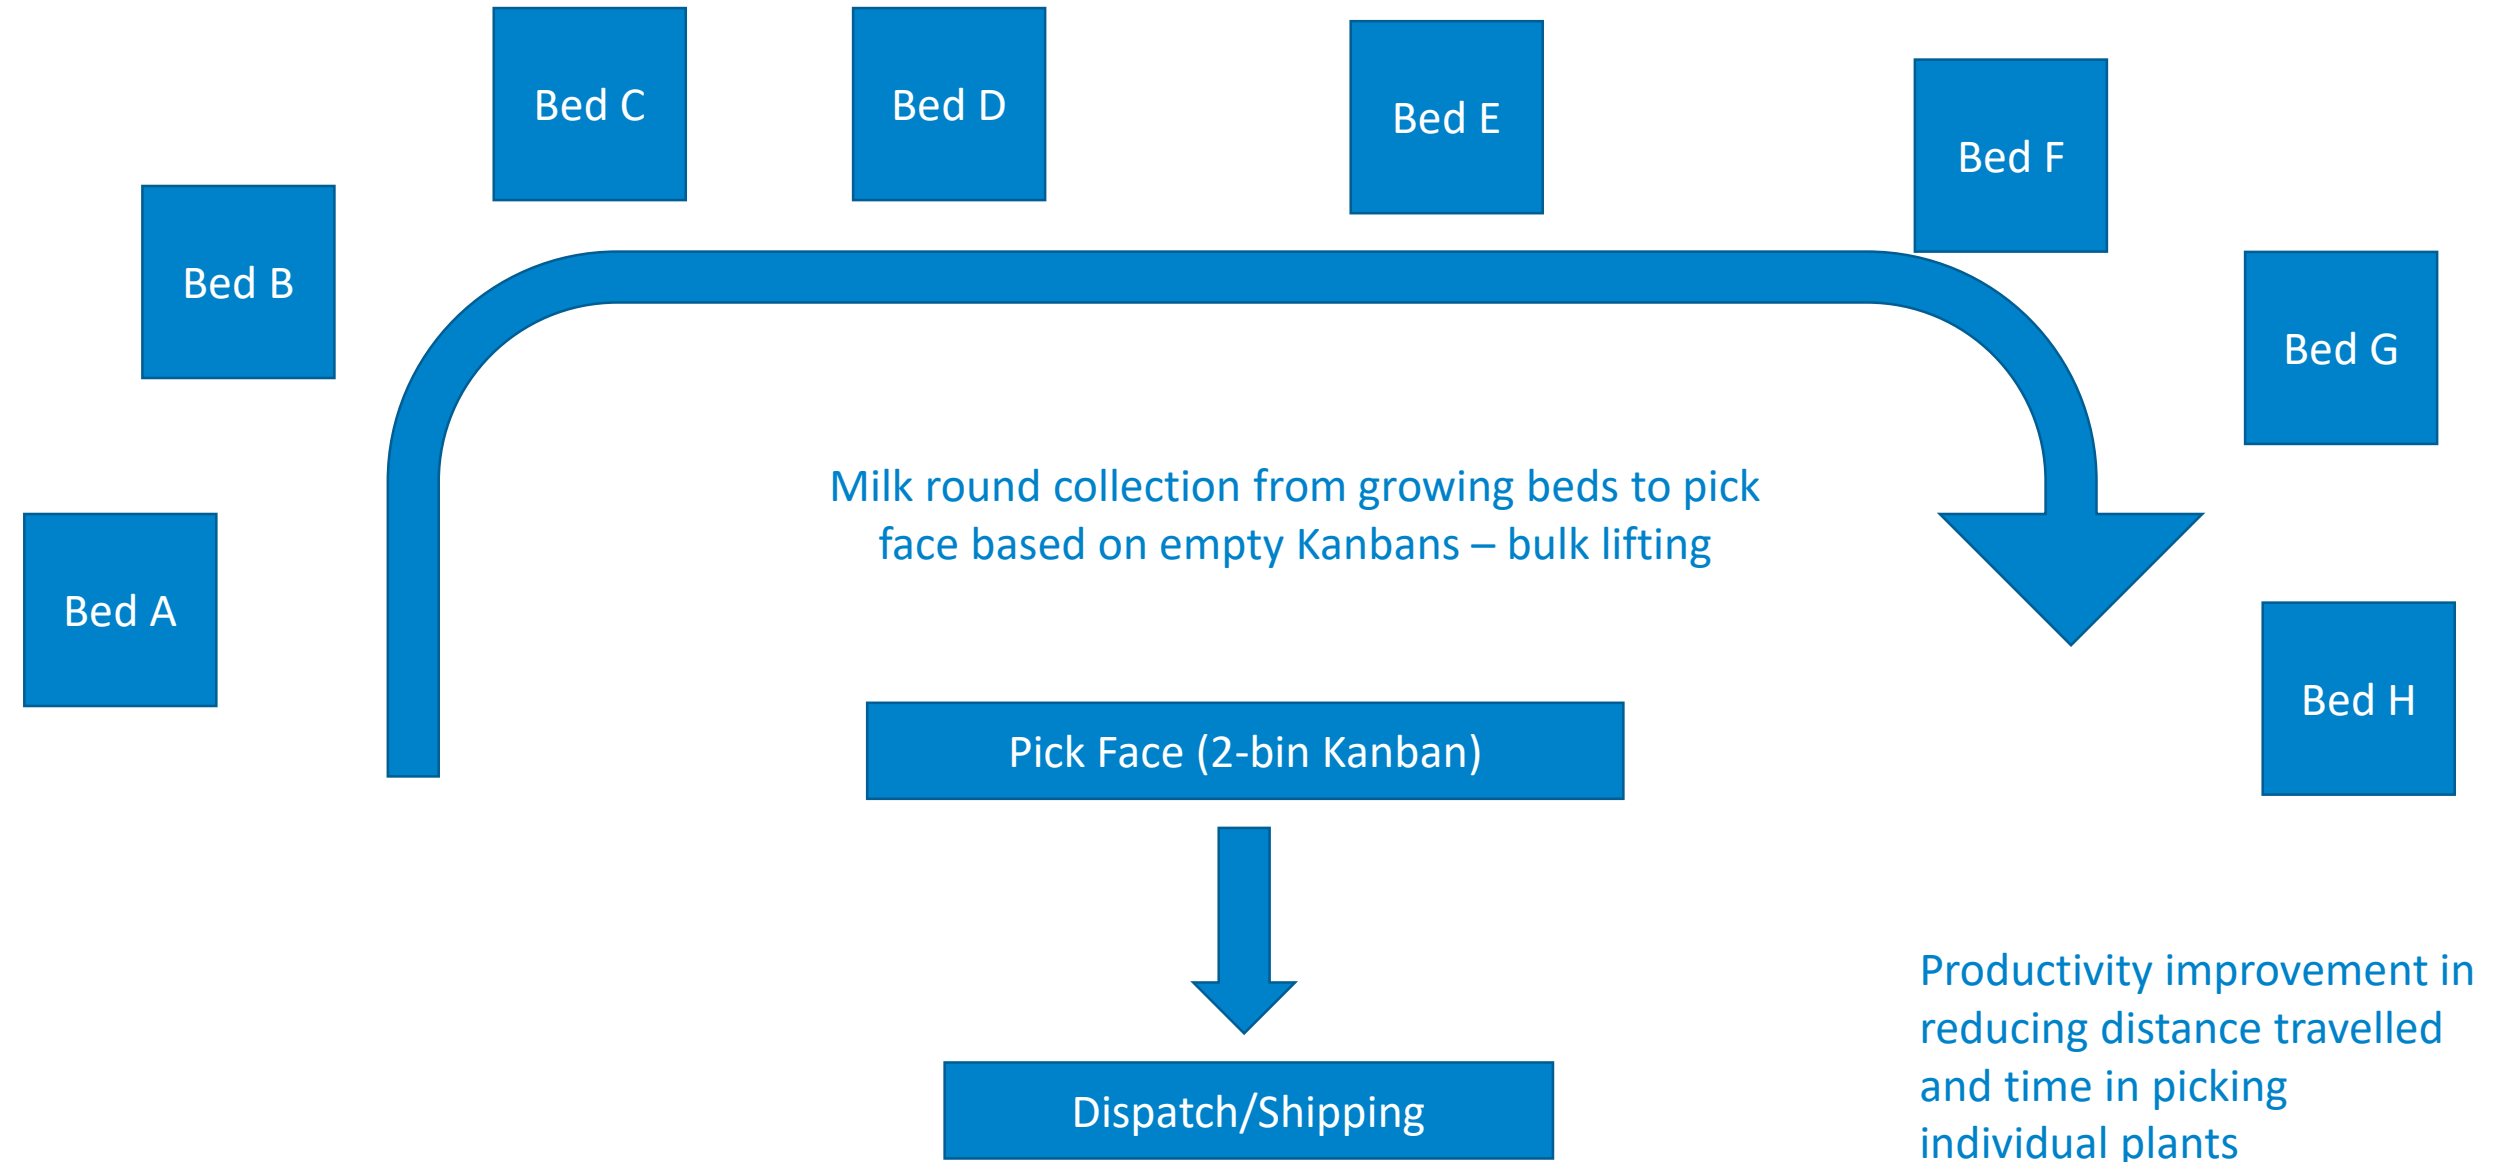 Bed C
Bed D
Bed E
Bed F
Bed B
Bed G
Milk round collection from growing beds to pick
face based on empty Kanbans – bulk lifting
Bed A
Bed H
Pick Face (2-bin Kanban)
Dispatch/Shipping
Productivity improvement in
reducing distance travelled
and time in picking
individual plants